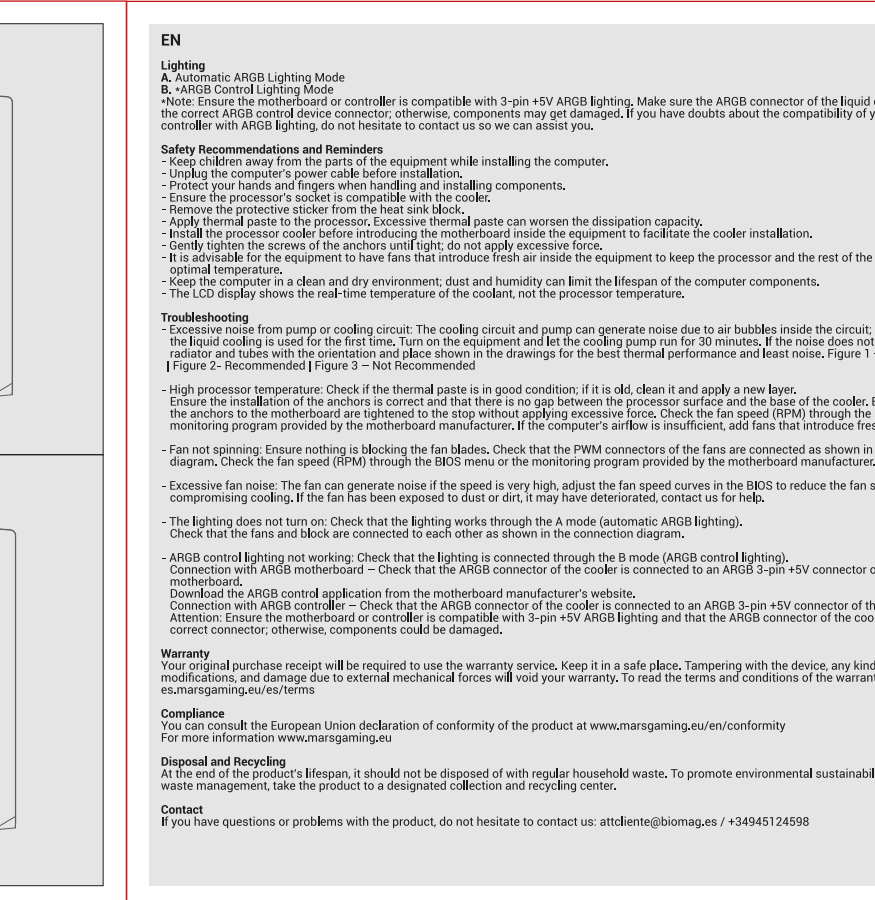 EN
Lighting
A. Automatic ARGB Lighting Mode
B. *ARGB Control Lighting Mode
*Note: Ensure the motherboard or controller is compatible with 3-pin +5V ARGB lighting. Make sure the ARGB connector of the liquid
the correct ARGB control device connector; otherwise, components may get damaged. If you have doubts about the compatibility of
controller with ARGB lighting, do not hesitate to contact us so we can assist you.
Safety Recommendations and Reminders
- Keep children away from the parts of the equipment while installing the computer.
- Unplug the computer's power cable before installation.
- Protect your hands and fingers when handling and installing components.
- Ensure the processor's socket is compatible with the cooler.
- Remove the protective sticker from the heat sink block.
- Apply thermal paste to the processor. Excessive thermal paste can worsen the dissipation capacity.
- Install the processor cooler before introducing the motherboard inside the equipment to facilitate the cooler installation.
- Gently tighten the screws of the anchors until tight; do not apply excessive force.
- It is advisable for the equipment to have fans that introduce fresh air inside the equipment to keep the processor and the rest of the
optimal temperature.
- Keep the computer in a clean and dry environment; dust and humidity can limit the lifespan of the computer components.
- The LCD display shows the real-time temperature of the coolant, not the processor temperature.
Troubleshooting
- Excessive noise from pump or cooling circuit: The cooling circuit and pump can generate noise due to air bubbles inside the circuit;
the liquid cooling is used for the first time. Turn on the equipment and let the cooling pump run for 30 minutes. If the noise does not
radiator and tubes with the orientation and place shown in the drawings for the best thermal performance and least noise. Figure 1 -
| Figure 2- Recommended | Figure 3 – Not Recommended
- High processor temperature: Check if the thermal paste is in good condition; if it is old, clean it and apply a new layer.
Ensure the installation of the anchors is correct and that there is no gap between the processor surface and the base of the cooler.
the anchors to the motherboard are tightened to the stop without applying excessive force. Check the fan speed (RPM) through the
monitoring program provided by the motherboard manufacturer. If the computer's airflow is insufficient, add fans that introduce
- Fan not spinning: Ensure nothing is blocking the fan blades. Check that the PWM connectors of the fans are connected as shown in
diagram. Check the fan speed (RPM) through the BIOS menu or the monitoring program provided by the motherboard manufacturer.
- Excessive fan noise: The fan can generate noise if the speed is very high, adjust the fan speed curves in the BIOS to reduce the fan
compromising cooling. If the fan has been exposed to dust or dirt, it may have deteriorated, contact us for help.
- The lighting does not turn on: Check that the lighting works through the A mode (automatic ARGB lighting).
Check that the fans and block are connected to each other as shown in the connection diagram.
- ARGB control lighting not working: Check that the lighting is connected through the B mode (ARGB control lighting).
Connection with ARGB motherboard – Check that the ARGB connector of the cooler is connected to an ARGB 3-pin +5V connector
motherboard.
Download the ARGB control application from the motherboard manufacturer's website.
Connection with ARGB controller – Check that the ARGB connector of the cooler is connected to an ARGB 3-pin +5V connector of
Attention: Ensure the motherboard or controller is compatible with 3-pin +5V ARGB lighting and that the ARGB connector of the
correct connector; otherwise, components could be damaged.
Warranty
Your original purchase receipt will be required to use the warranty service. Keep it in a safe place. Tampering with the device, any kind
modifications, and damage due to external mechanical forces will void your warranty. To read the terms and conditions of the
es.marsgaming.eu/es/terms
Compliance
You can consult the European Union declaration of conformity of the product at www.marsgaming.eu/en/conformity
For more information www.marsgaming.eu
Disposal and Recycling
At the end of the product's lifespan, it should not be disposed of with regular household waste. To promote environmental
waste management, take the product to a designated collection and recycling center.
Contact
If you have questions or problems with the product, do not hesitate to contact us: attcliente@biomag.es / +34945124598